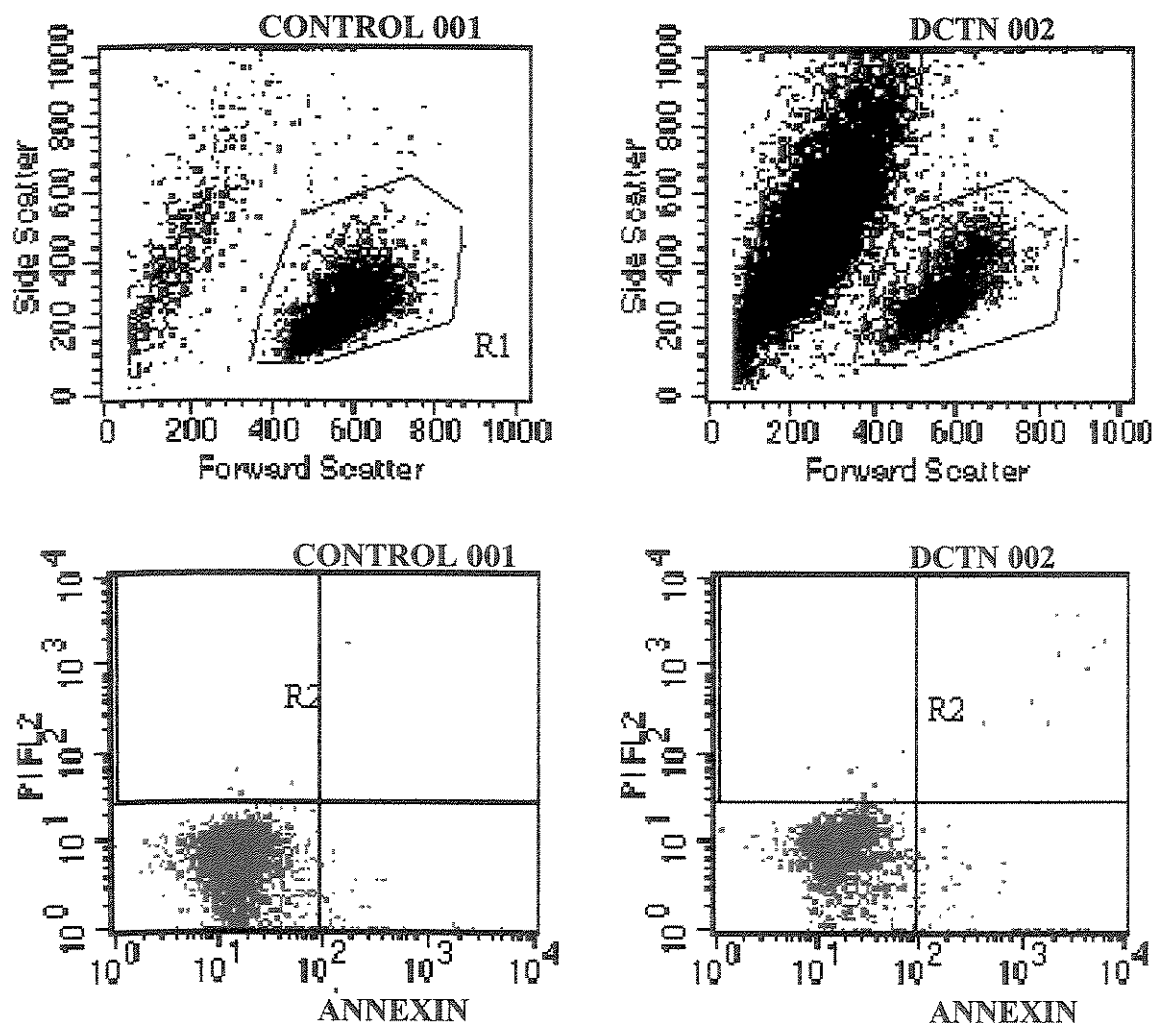 CONTROL 001
DCTN 002
Side Scatter
0 200 400 600 800 1000
R1
0 200 400 600 800 1000
Forward Scatter
Side Scatter
0 200 400 600 800 1000
0 200 400 600 800 1000
Forward Scatter
CONTROL 001
DCTN 002
PI FL2
10^0 10^1 10^2 10^3 10^4
R2
10^0 10^1 10^2 10^3 10^4
ANNEXIN
PI FL2
10^0 10^1 10^2 10^3 10^4
R2
10^0 10^1 10^2 10^3 10^4
ANNEXIN